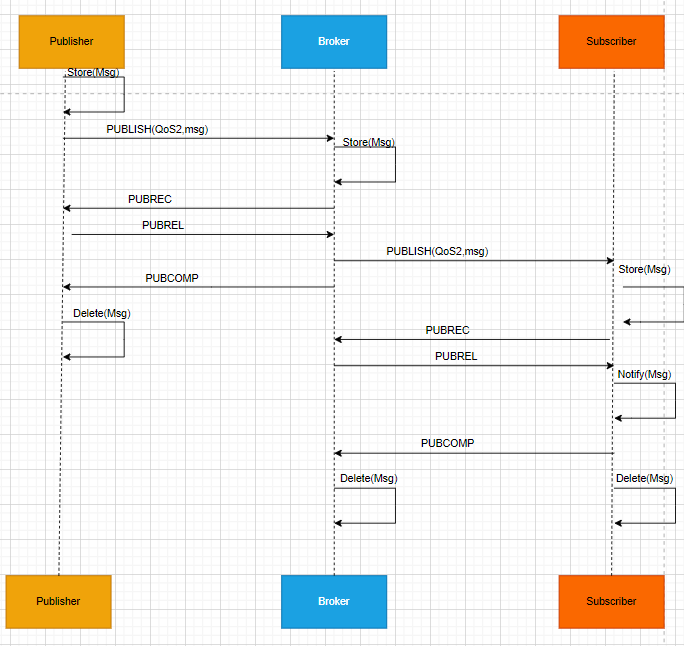 Publisher
Broker
Subscriber
Store(Msg)
PUBLISH(QoS2,msg)
Store(Msg)
PUBREC
PUBREL
PUBLISH(QoS2,msg)
Store(Msg)
PUBCOMP
Delete(Msg)
PUBREC
PUBREL
Notify(Msg)
PUBCOMP
Delete(Msg)
Delete(Msg)
Publisher
Broker
Subscriber